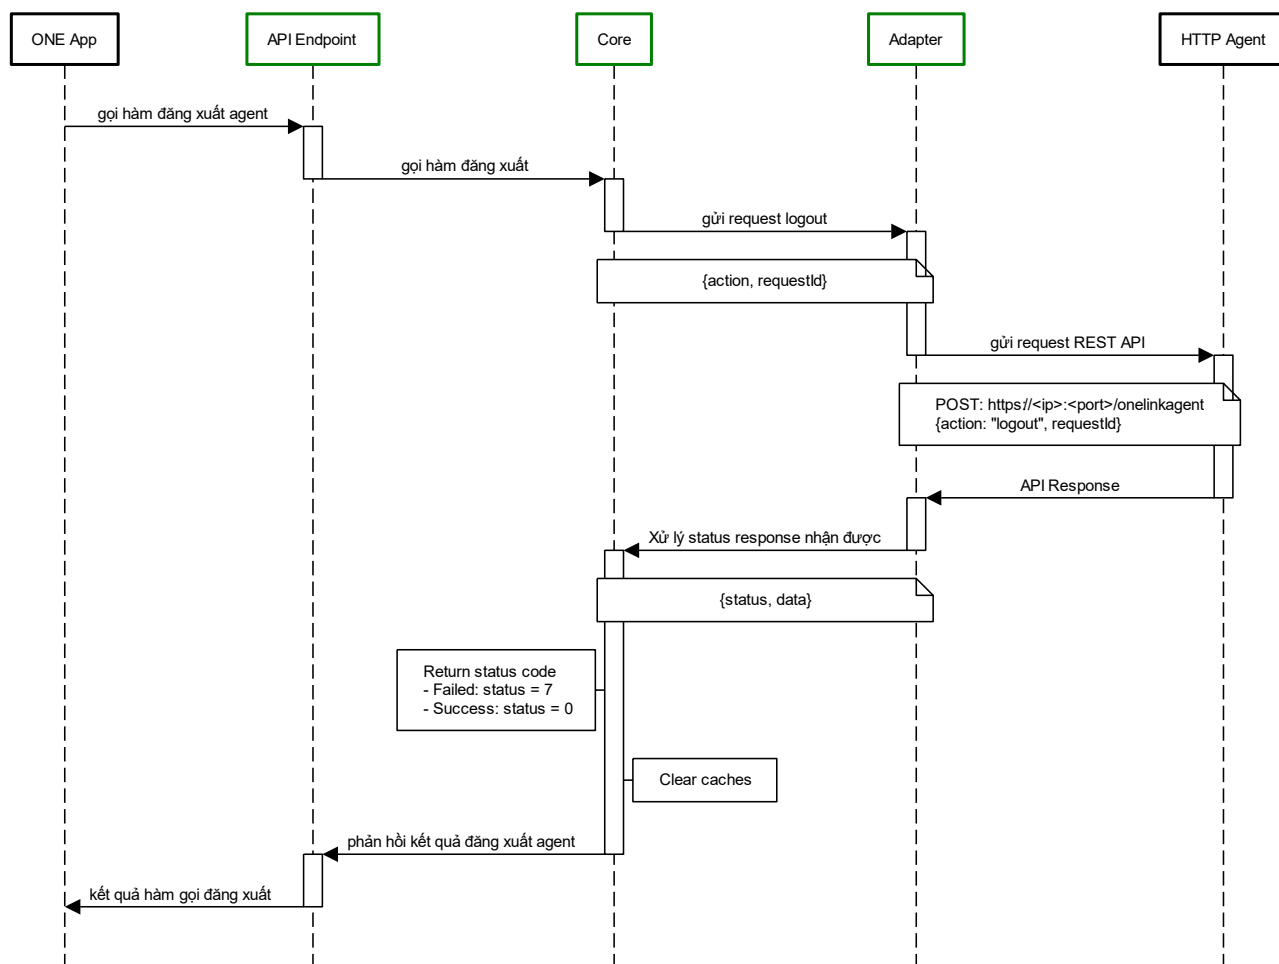 ONE App
API Endpoint
Core
Adapter
HTTP Agent
gọi hàm đăng xuất agent
gọi hàm đăng xuất
gửi request logout
{action, requestId}
gửi request REST API
POST: https://<ip>:<port>/onelinkagent
{action: "logout", requestId}
API Response
Xử lý status response nhận được
{status, data}
Return status code
- Failed: status = 7
- Success: status = 0
Clear caches
phản hồi kết quả đăng xuất agent
kết quả hàm gọi đăng xuất